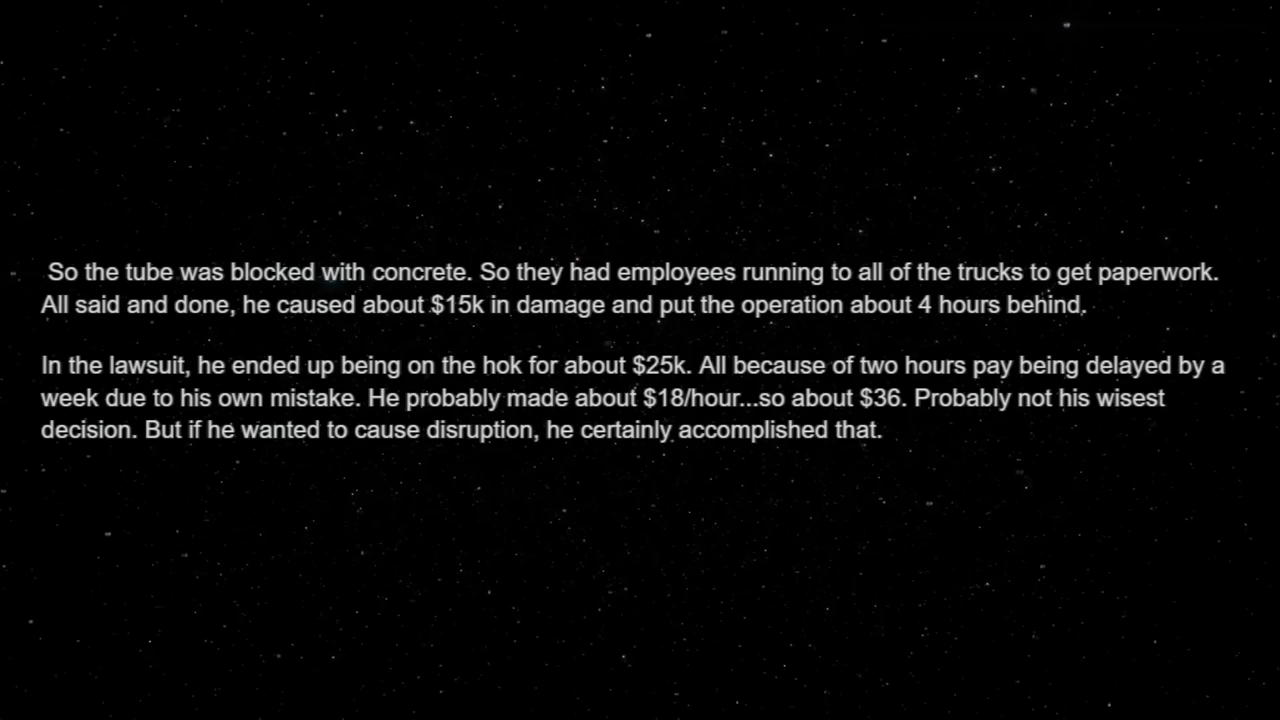 So the tube was blocked with concrete. So they had employees running to all of the trucks to get paperwork.
All said and done, he caused about $15k in damage and put the operation about 4 hours behind.
In the lawsuit, he ended up being on the hok for about $25k. All because of two hours pay being delayed by a
week due to his own mistake. He probably made about $18/hour...so about $36. Probably not his wisest
decision. But if he wanted to cause disruption, he certainly accomplished that.